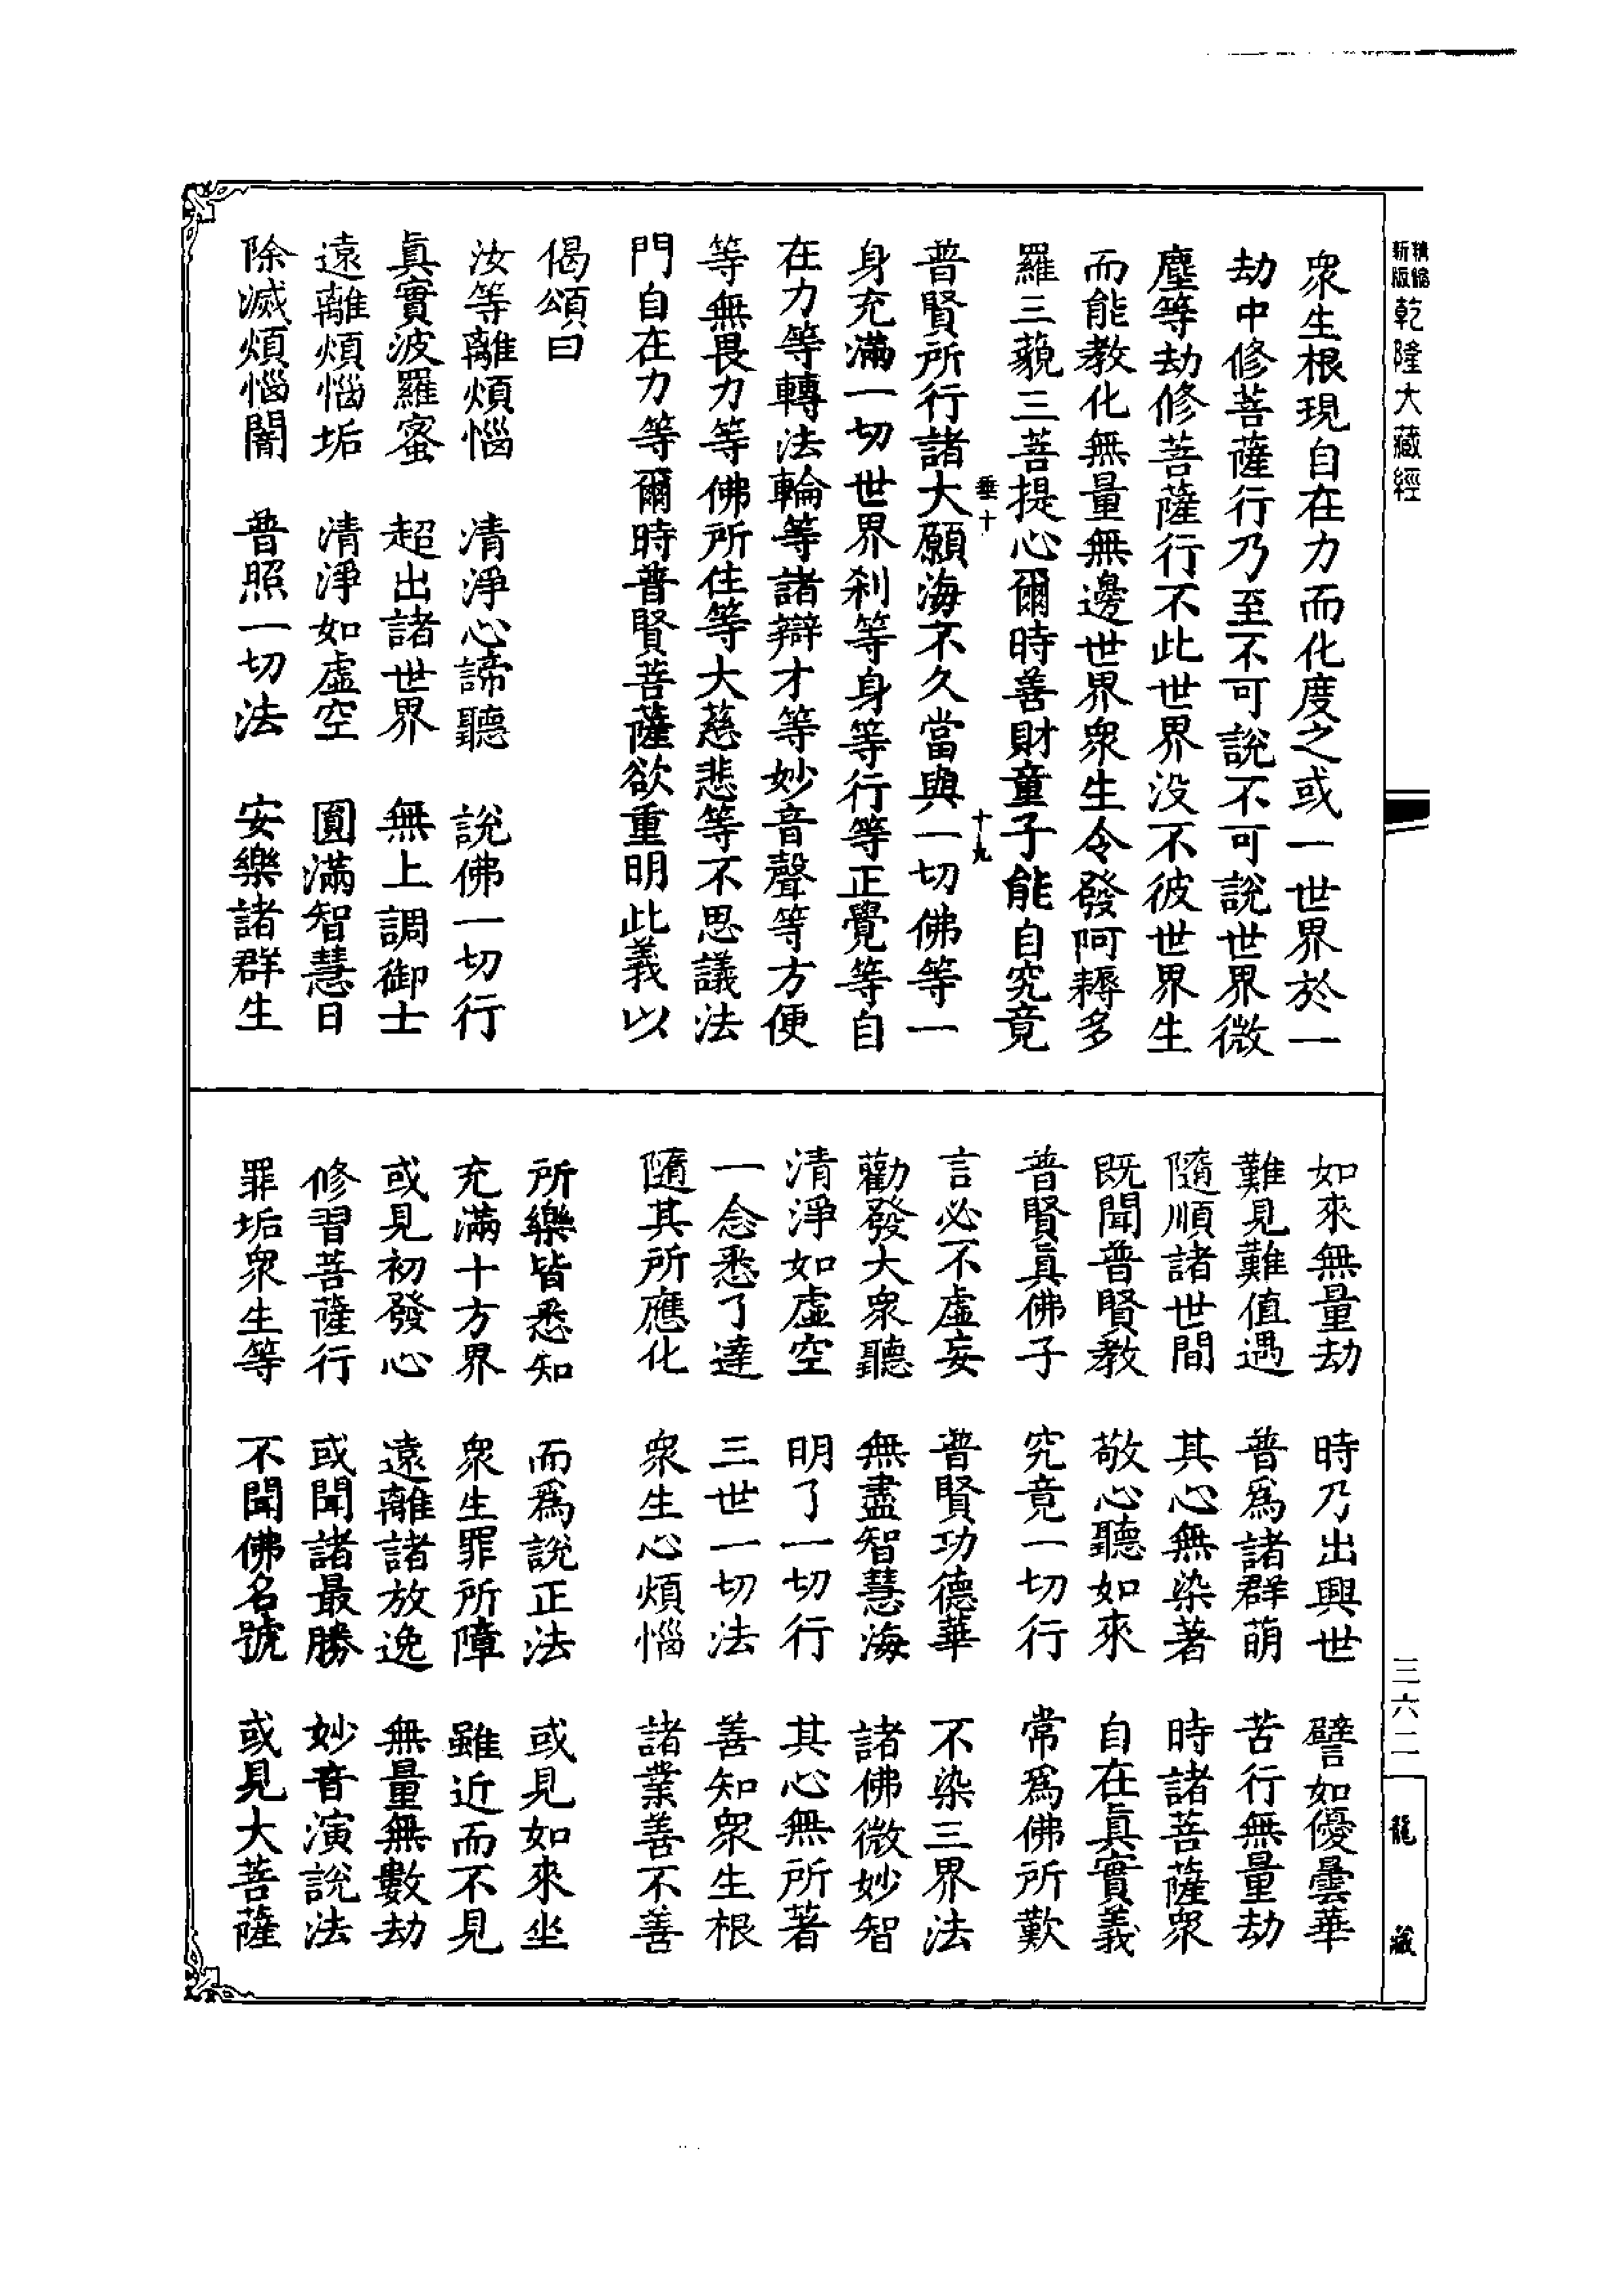 精縮
新版
乾隆大藏經
衆生根現自在力而化度之或一世界於一
劫中修菩薩行乃至不可說不可說世界微
塵等劫修菩薩行不此世界没不彼世界生
而能教化無量無邊世界衆生令發阿耨多
羅三藐三菩提心爾時善財童子能自究竟
垂十
十九
普賢所行諸大願海不久當與一切佛等一
身充滿一切世界刹等身等行等正覺等自
在力等轉法輪等諸辯才等妙音聲等方便
等無畏力等佛所住等大慈悲等不思議法
門自在力等爾時普賢菩薩欲重明此義以
偈頌曰
汝等離煩惱 清淨心諦聽 說佛一切行
眞實波羅蜜 超出諸世界 無上調御士
遠離煩惱垢 清淨如虛空 圓滿智慧日
除滅煩惱闇 普照一切法 安樂諸群生
如來無量劫 時乃出興世 譬如優曇華
難見難值遇 普爲諸群萌 苦行無量劫
隨順諸世間 其心無染著 時諸菩薩衆
既聞普賢教 敬心聽如來 自在眞實義
普賢眞佛子 究竟一切行 常爲佛所歎
言必不虛妄 普賢功德華 不染三界法
勸發大衆聽 無盡智慧海 諸佛微妙智
清淨如虛空 明了一切行 其心無所著
一念悉了達 三世一切法 善知衆生根
隨其所應化 衆生心煩惱 諸業善不善
所樂皆悉知 而爲說正法 或見如來坐
充滿十方界 衆生罪所障 雖近而不見
或見初發心 遠離諸放逸 無量無數劫
修習菩薩行 或聞諸最勝 妙音演說法
罪垢衆生等 不聞佛名號 或見大菩薩
三六二
龍藏